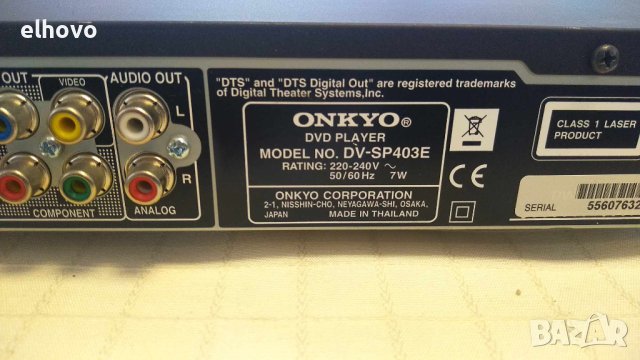 elhovo
OUT
VIDEO
AUDIO OUT
L
R
COMPONENT
ANALOG
"DTS" and "DTS Digital Out" are registered trademarks
of Digital Theater Systems,Inc.
ONKYO®
DVD PLAYER
MODEL NO. DV-SP403E
RATING: 220-240V ~
50/60Hz 7W
ONKYO CORPORATION
2-1, NISSHIN-CHO, NEYAGAWA-SHI, OSAKA,
JAPAN MADE IN THAILAND
CE
CLASS 1 LASER
PRODUCT
SERIAL 55607632
BAZAR.BG